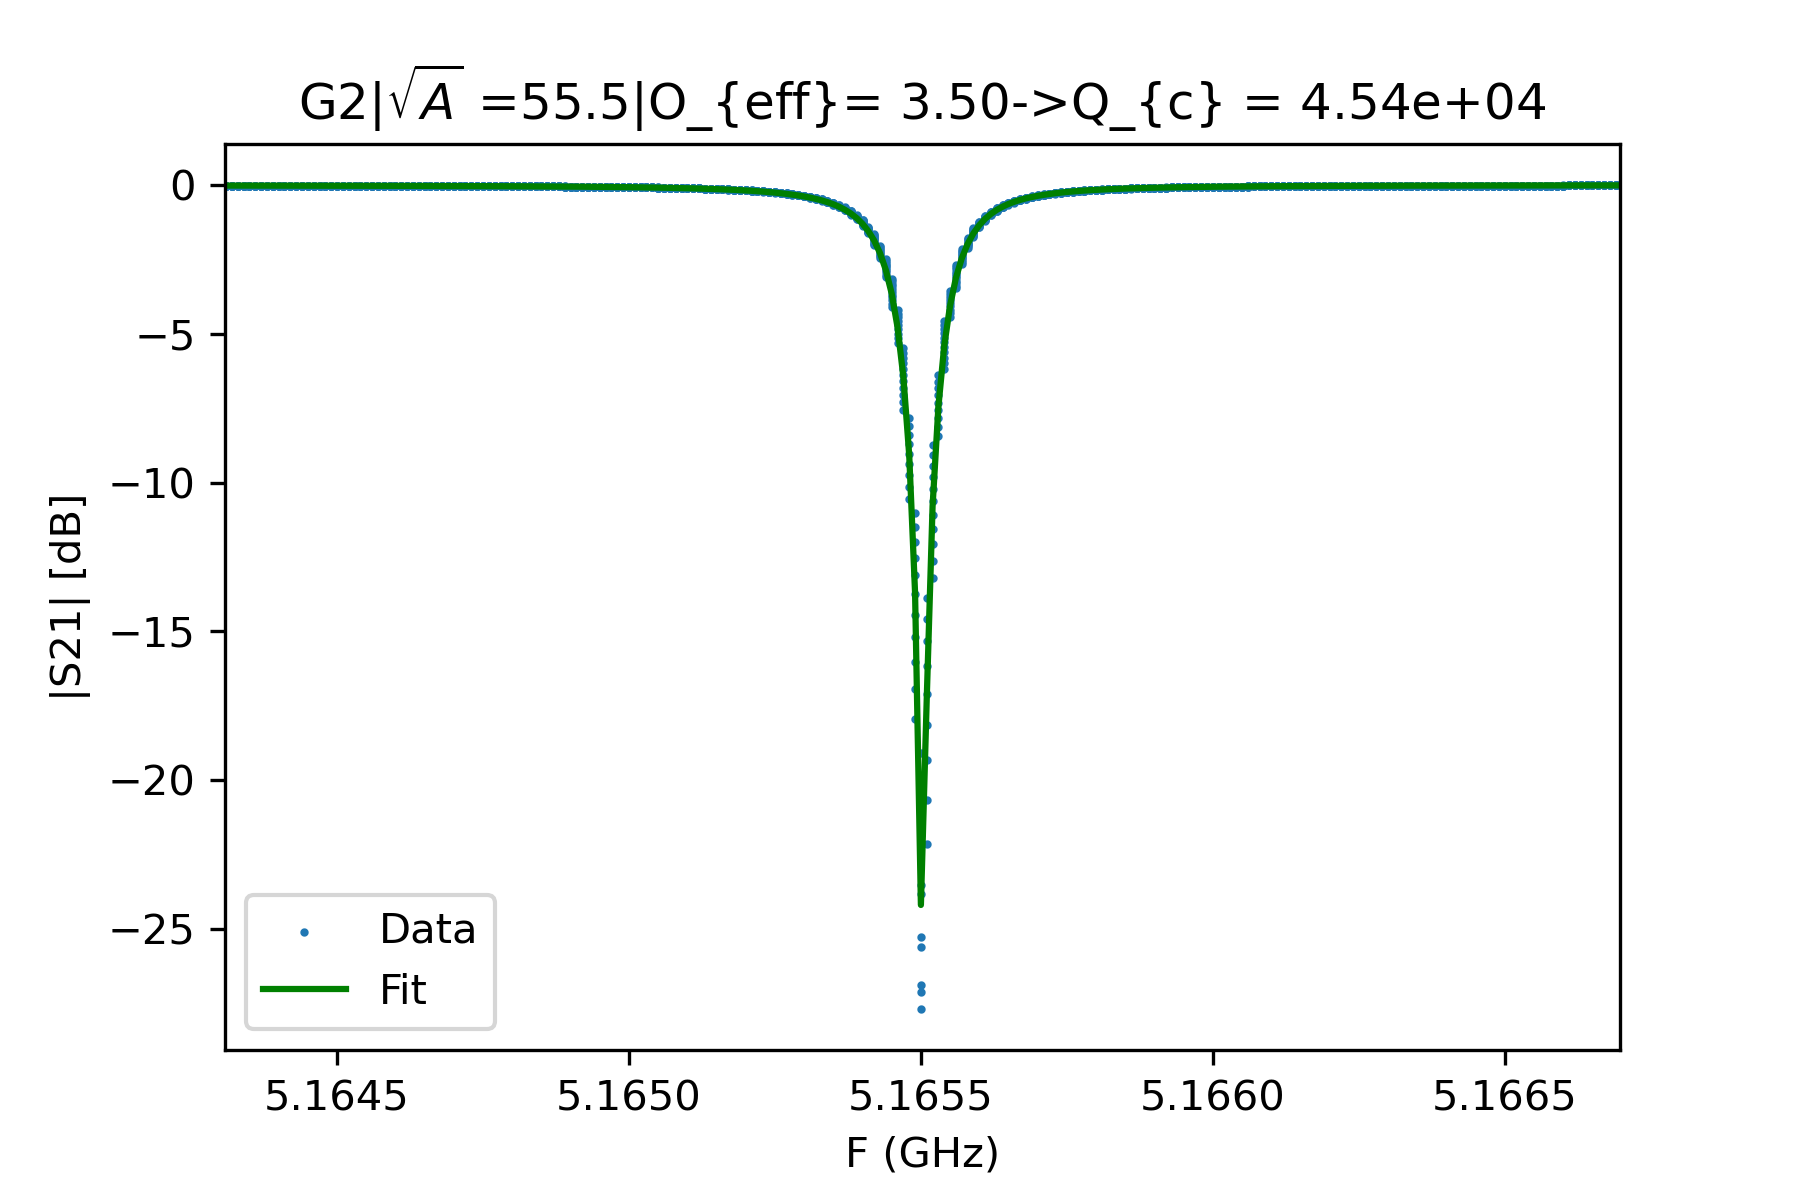 G2|√A =55.5|O_{eff}= 3.50->Q_{c} = 4.54e+04
0
−5
−10
−15
−20
−25
|S21| [dB]
Data
Fit
5.1645 5.1650 5.1655 5.1660 5.1665
F (GHz)